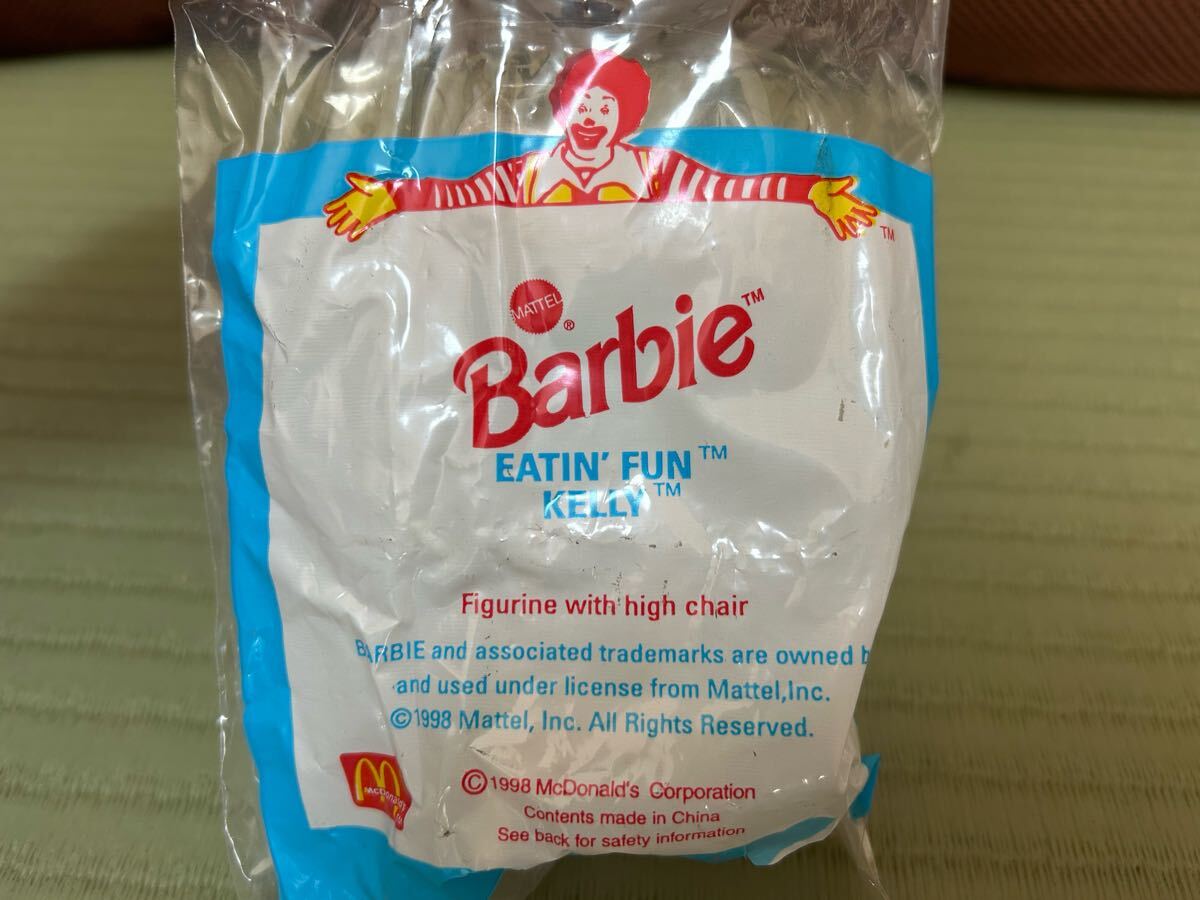 TM
MATTEL
®
Barbie™
EATIN' FUN™
KELLY™
Figurine with high chair
BARBIE and associated trademarks are owned b
and used under license from Mattel,Inc.
©1998 Mattel, Inc. All Rights Reserved.
McDonald's
©1998 McDonald's Corporation
Contents made in China
See back for safety information